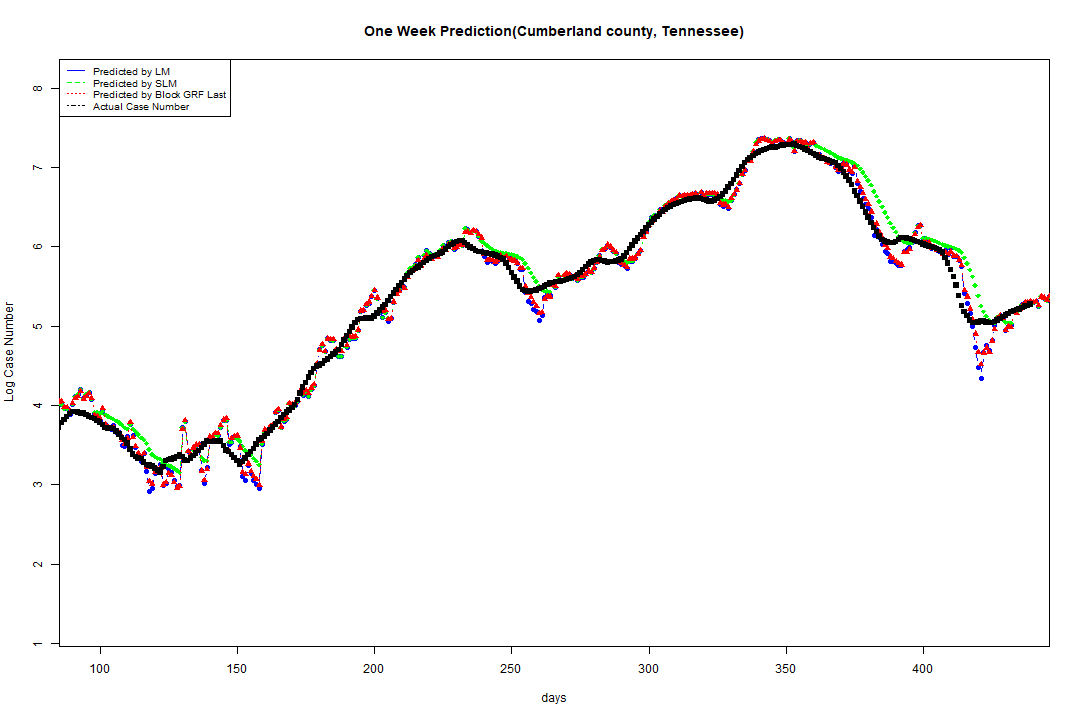 One Week Prediction(Cumberland county, Tennessee)
Predicted by LM
Predicted by SLM
Predicted by Block GRF Last
Actual Case Number
8
7
6
5
4
3
2
1
Log Case Number
100 150 200 250 300 350 400
days